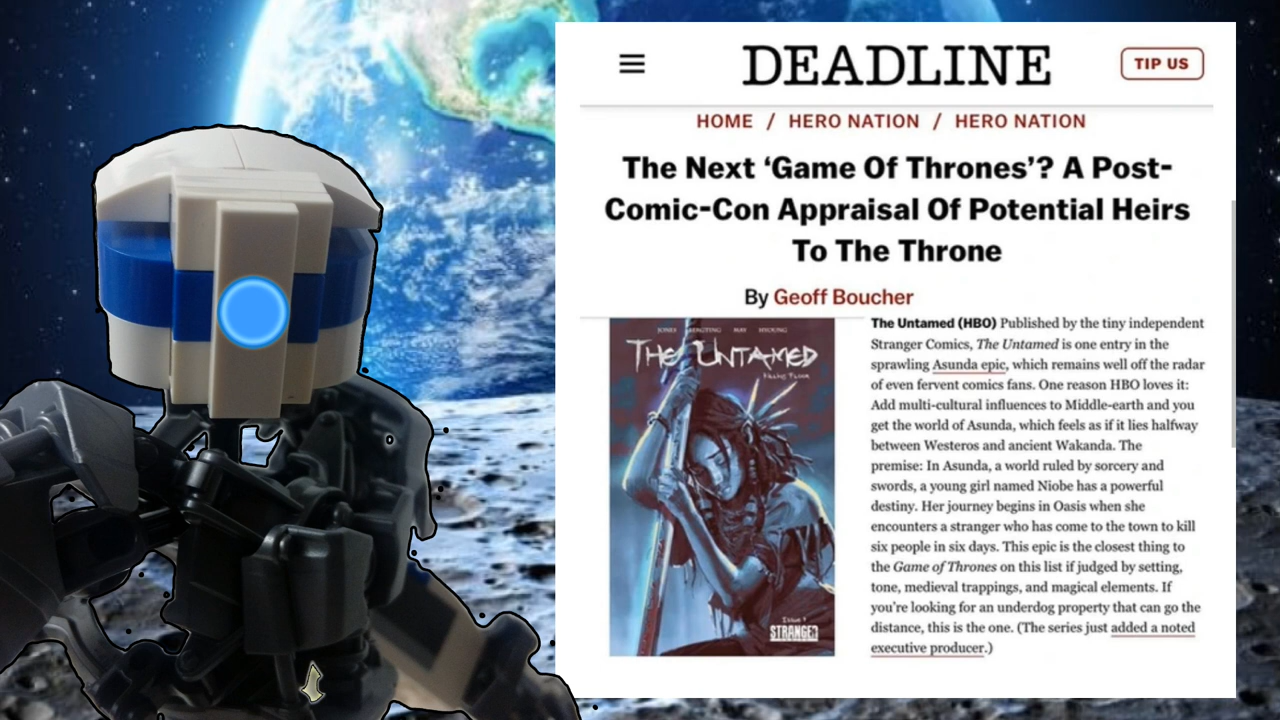 DEADLINE
TIP US
HOME / HERO NATION / HERO NATION
The Next ‘Game Of Thrones’? A Post-
Comic-Con Appraisal Of Potential Heirs
To The Throne
By Geoff Boucher
JONES MAY HYOUNG
THE UNTAMED
Killing Floor
Issue 1
STRANGER
The Untamed (HBO) Published by the tiny independent
Stranger Comics, The Untamed is one entry in the
sprawling Asunda epic, which remains well off the radar
of even fervent comics fans. One reason HBO loves it:
Add multi-cultural influences to Middle-earth and you
get the world of Asunda, which feels as if it lies halfway
between Westeros and ancient Wakanda. The
premise: In Asunda, a world ruled by sorcery and
swords, a young girl named Niobe has a powerful
destiny. Her journey begins in Oasis when she
encounters a stranger who has come to the town to kill
six people in six days. This epic is the closest thing to
the Game of Thrones on this list if judged by setting,
tone, medieval trappings, and magical elements. If
you’re looking for an underdog property that can go the
distance, this is the one. (The series just added a noted
executive producer.)